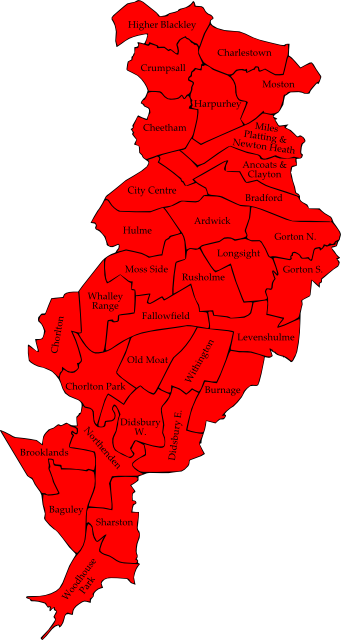 Higher Blackley
Charlestown
Crumpsall
Moston
Harpurhey
Cheetham
Miles
Platting &
Newton Heath
Ancoats &
Clayton
City Centre
Bradford
Ardwick
Hulme
Gorton N.
Longsight
Moss Side
Gorton S.
Rusholme
Whalley
Range
Fallowfield
Chorlton
Levenshulme
Old Moat
Withington
Chorlton Park
Burnage
Didsbury
W.
Didsbury E.
Northenden
Brooklands
Baguley
Sharston
Woodhouse
Park